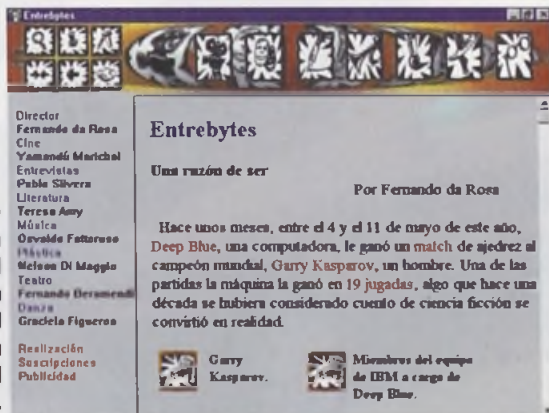 Entrebytes
Director
Fernando da Rosa
Cine
Yamandú Marichal
Entrevistas
Pablo Silvera
Literatura
Teresa Amy
Música
Osvaldo Fattoruso
Plástica
Nelson Di Maggio
Teatro
Fernando Beramendi
Danza
Graciela Figueroa
Realización
Suscripciones
Publicidad
Entrebytes
Una razón de ser
Por Fernando da Rosa
Hace unos meses, entre el 4 y el 11 de mayo de este año,
Deep Blue, una computadora, le ganó un match de ajedrez al
campeón mundial, Garry Kasparov, un hombre. Una de las
partidas la máquina la ganó en 19 jugadas, algo que hace una
década se hubiera considerado cuento de ciencia ficción se
convirtió en realidad.
Garry
Kasparov.
Miembros del equipo
de IBM a cargo de
Deep Blue.